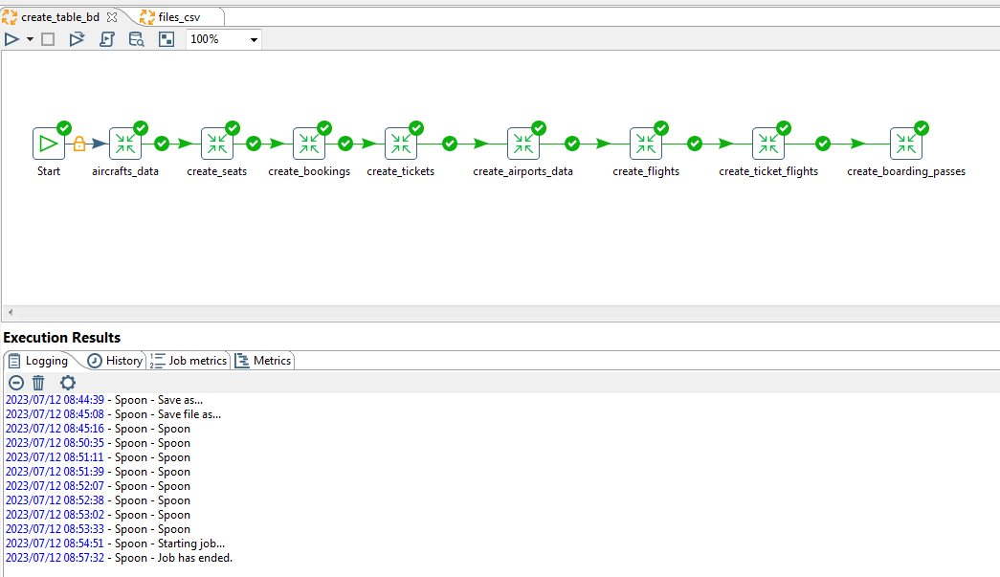 create_table_bd files_csv
100%
Start aircrafts_data create_seats create_bookings create_tickets create_airports_data create_flights create_ticket_flights create_boarding_passes
Execution Results
Logging History Job metrics Metrics
2023/07/12 08:44:39 - Spoon - Save as...
2023/07/12 08:45:08 - Spoon - Save file as...
2023/07/12 08:45:16 - Spoon - Spoon
2023/07/12 08:50:35 - Spoon - Spoon
2023/07/12 08:51:11 - Spoon - Spoon
2023/07/12 08:51:39 - Spoon - Spoon
2023/07/12 08:52:07 - Spoon - Spoon
2023/07/12 08:52:38 - Spoon - Spoon
2023/07/12 08:53:02 - Spoon - Spoon
2023/07/12 08:53:33 - Spoon - Spoon
2023/07/12 08:54:51 - Spoon - Starting job...
2023/07/12 08:57:32 - Spoon - Job has ended.